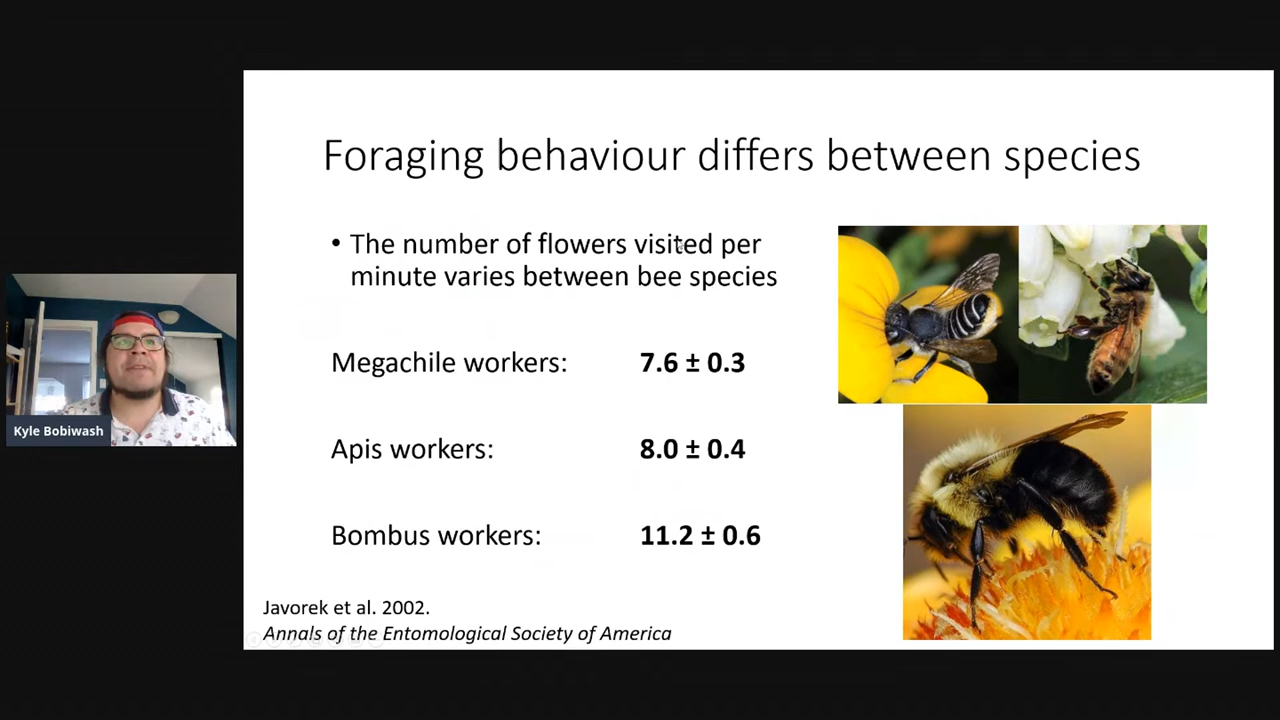 Foraging behaviour differs between species
• The number of flowers visited per
minute varies between bee species
Megachile workers: 7.6 ± 0.3
Apis workers: 8.0 ± 0.4
Bombus workers: 11.2 ± 0.6
Javorek et al. 2002.
Annals of the Entomological Society of America
Kyle Bobiwash